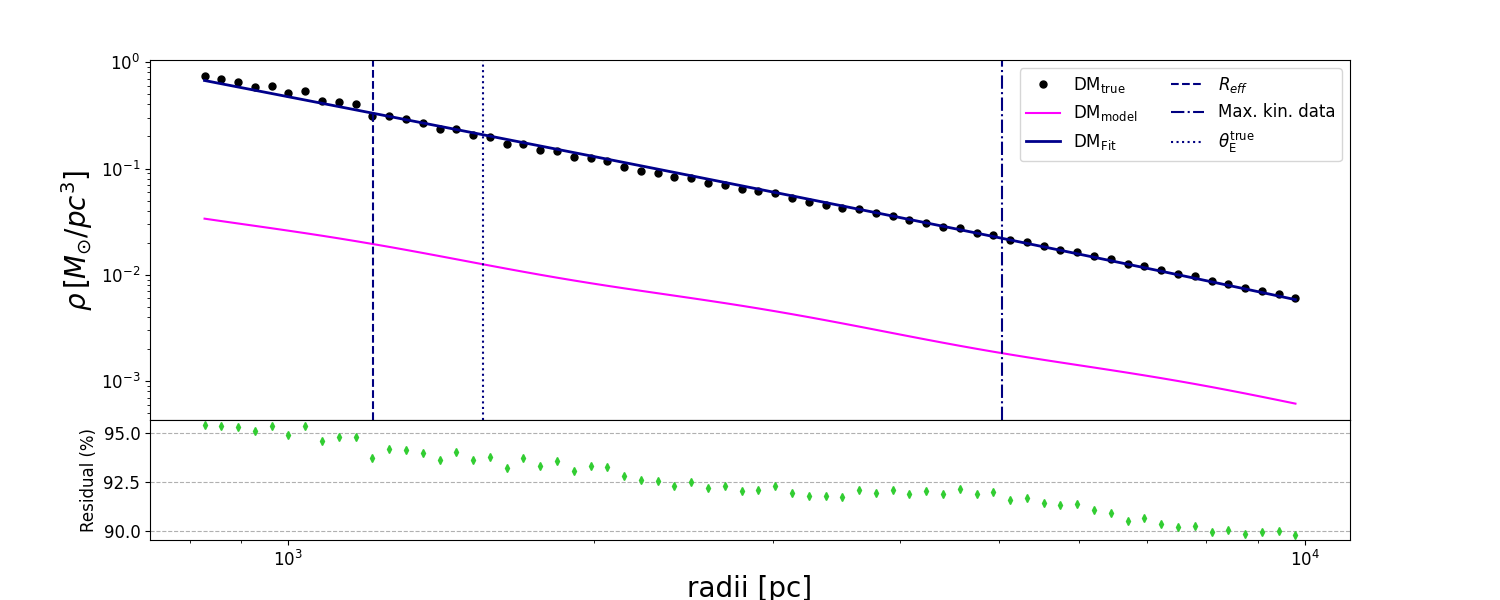 10⁰
10⁻¹
10⁻²
10⁻³
ρ [M⊙/pc³]
DM_true
DM_model
DM_Fit
R_eff
Max. kin. data
θ_E^true
95.0
92.5
90.0
Residual (%)
10³
10⁴
radii [pc]